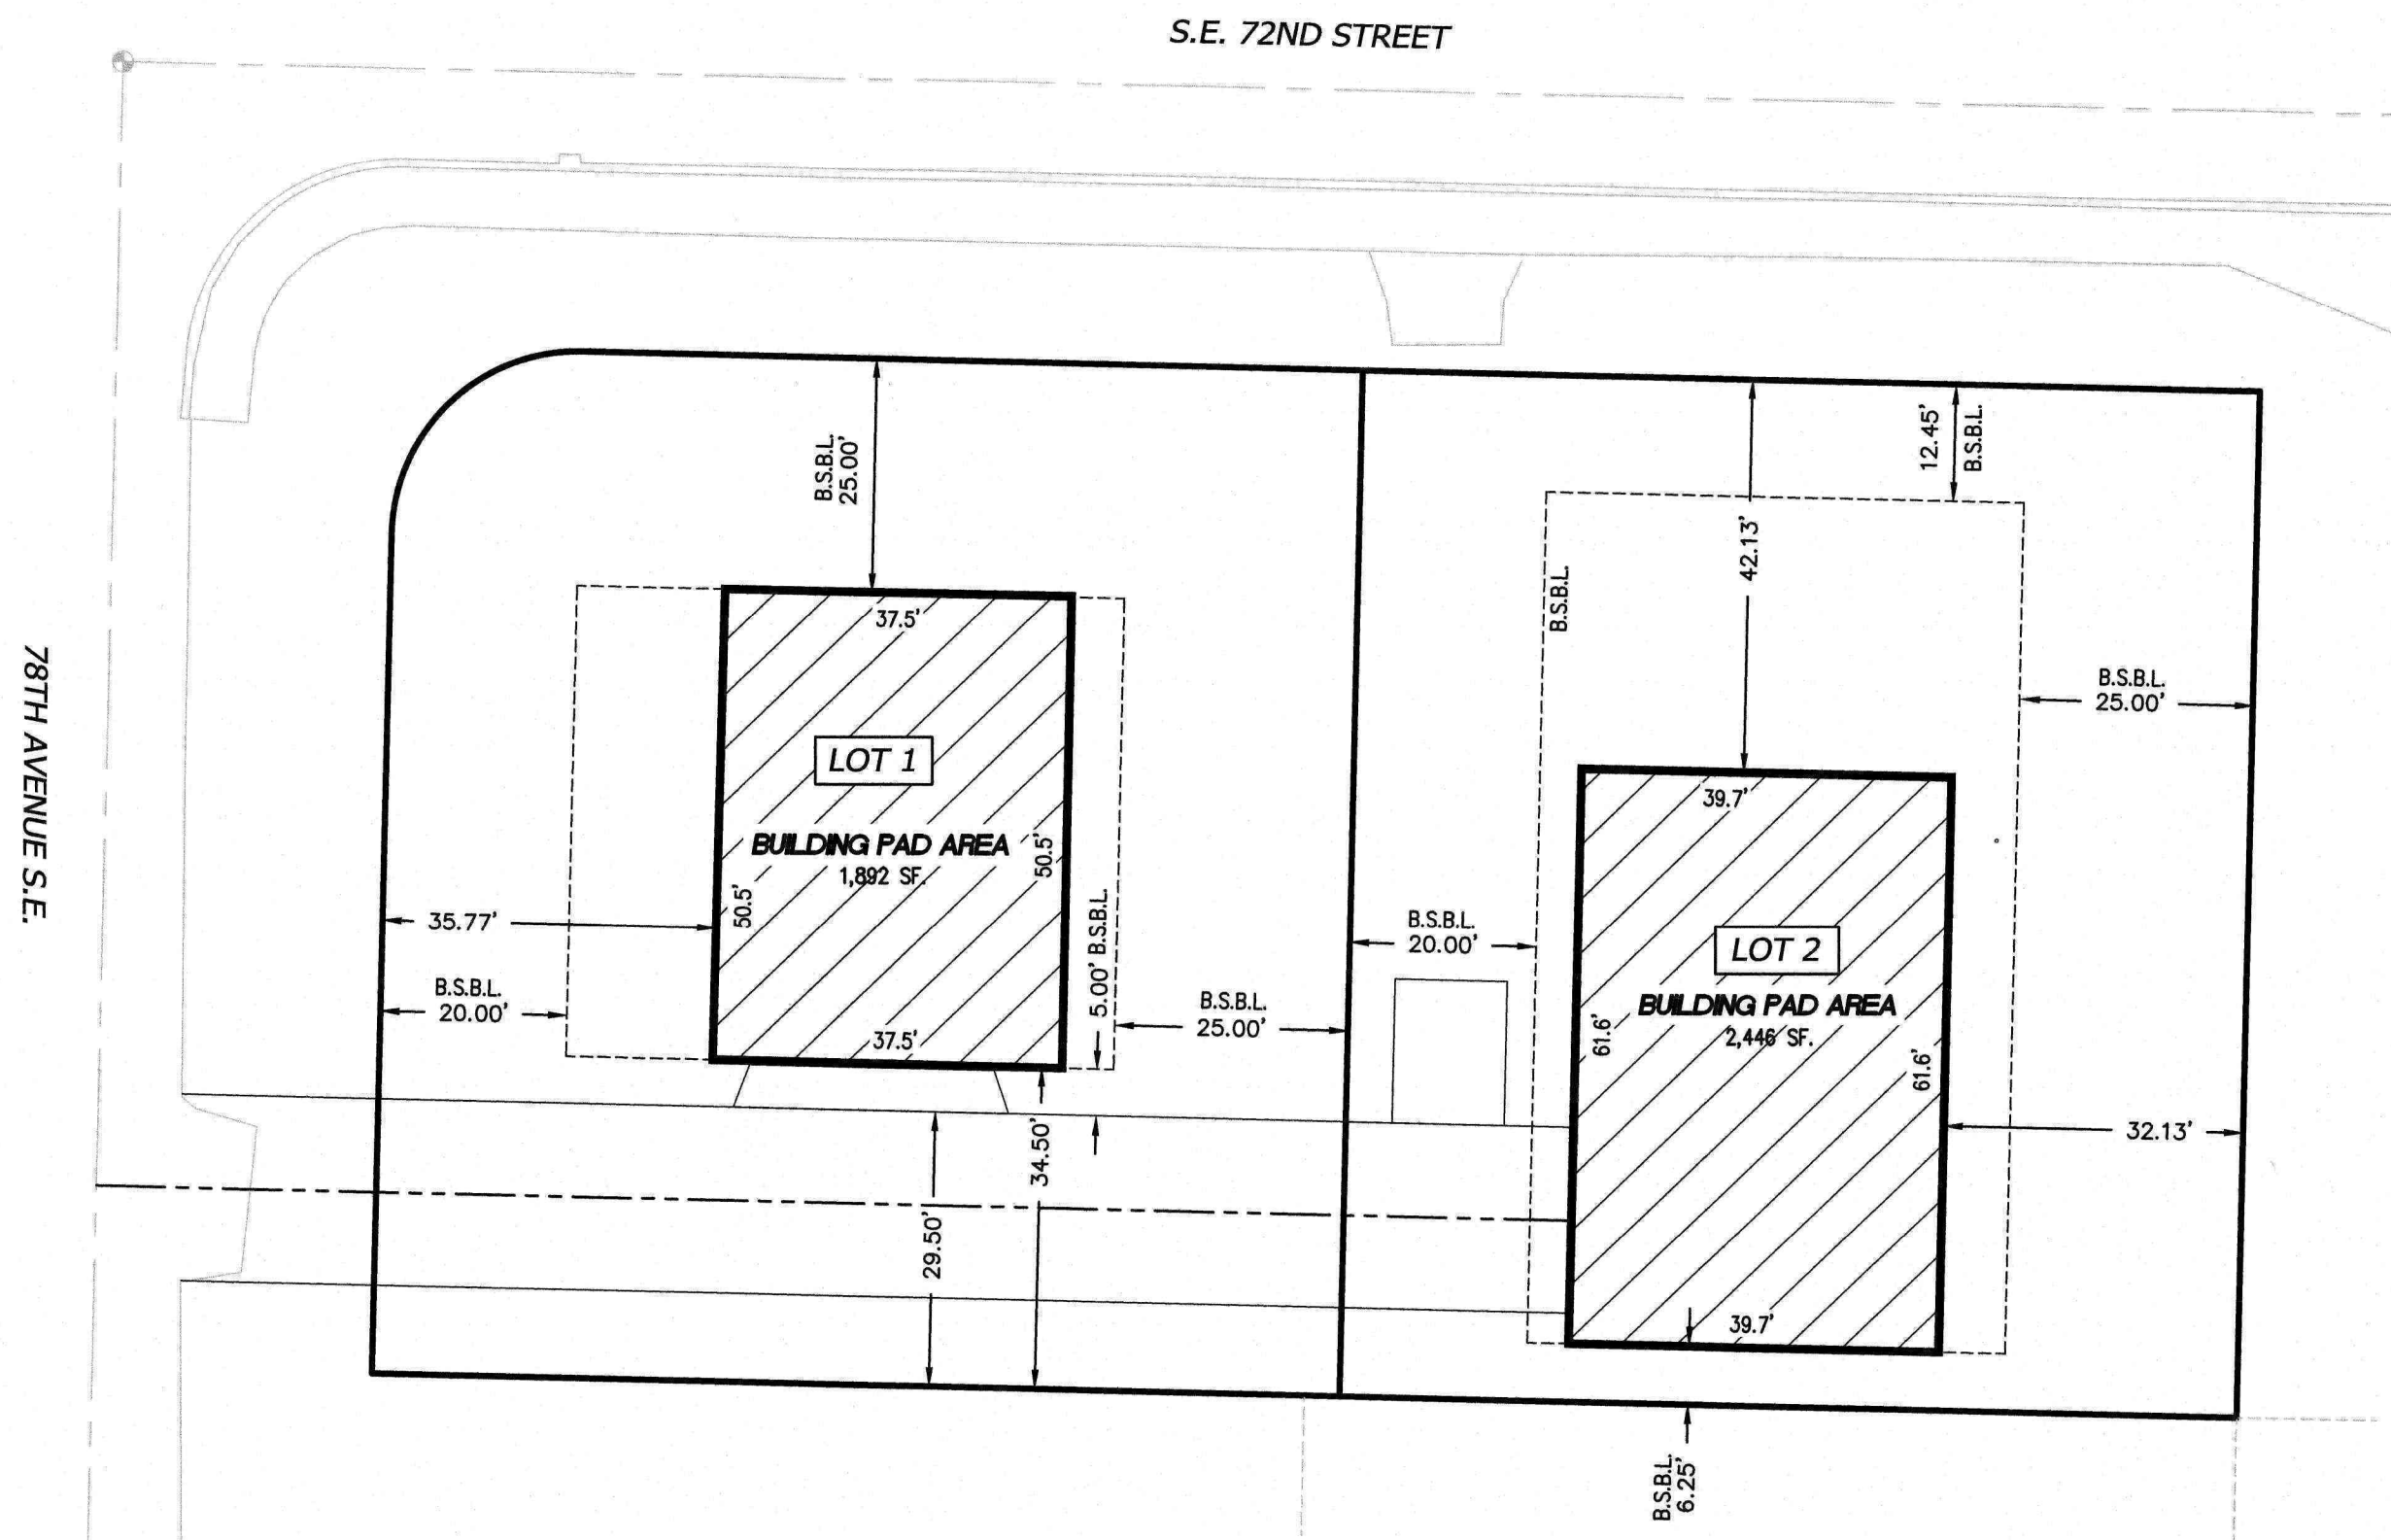 S.E. 72ND STREET
78TH AVENUE S.E.
B.S.B.L.
25.00'
12.45'
B.S.B.L.
42.13'
B.S.B.L.
37.5'
LOT 1
BUILDING PAD AREA
1,892 SF.
50.5'
50.5'
35.77'
B.S.B.L.
20.00'
37.5'
5.00' B.S.B.L.
B.S.B.L.
25.00'
29.50'
34.50'
B.S.B.L.
25.00'
39.7'
B.S.B.L.
20.00'
LOT 2
BUILDING PAD AREA
2,446 SF.
61.6'
61.6'
32.13'
39.7'
B.S.B.L.
6.25'